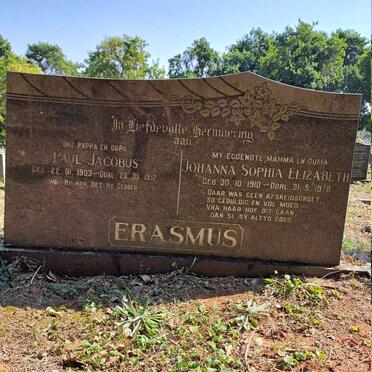 In Liefdevolle Herinnering
aan
ONS PAPPA EN OUPA
PAUL JACOBUS
GEB. 22.01.1903 – OORL. 20.05.1992
MY EGGENOTE, MAMMA EN OUMA
JOHANNA SOPHIA ELIZABETH
GEB. 30.10.1910 – OORL. 31.5.1978
DAAR WAS GEEN AFSKEIDSGROET
SO GEDULDIG EN VOL MOED
VRA HAAR HOE DIT GAAN
DAN SÊ SY ALTYD GOED
ERASMUS